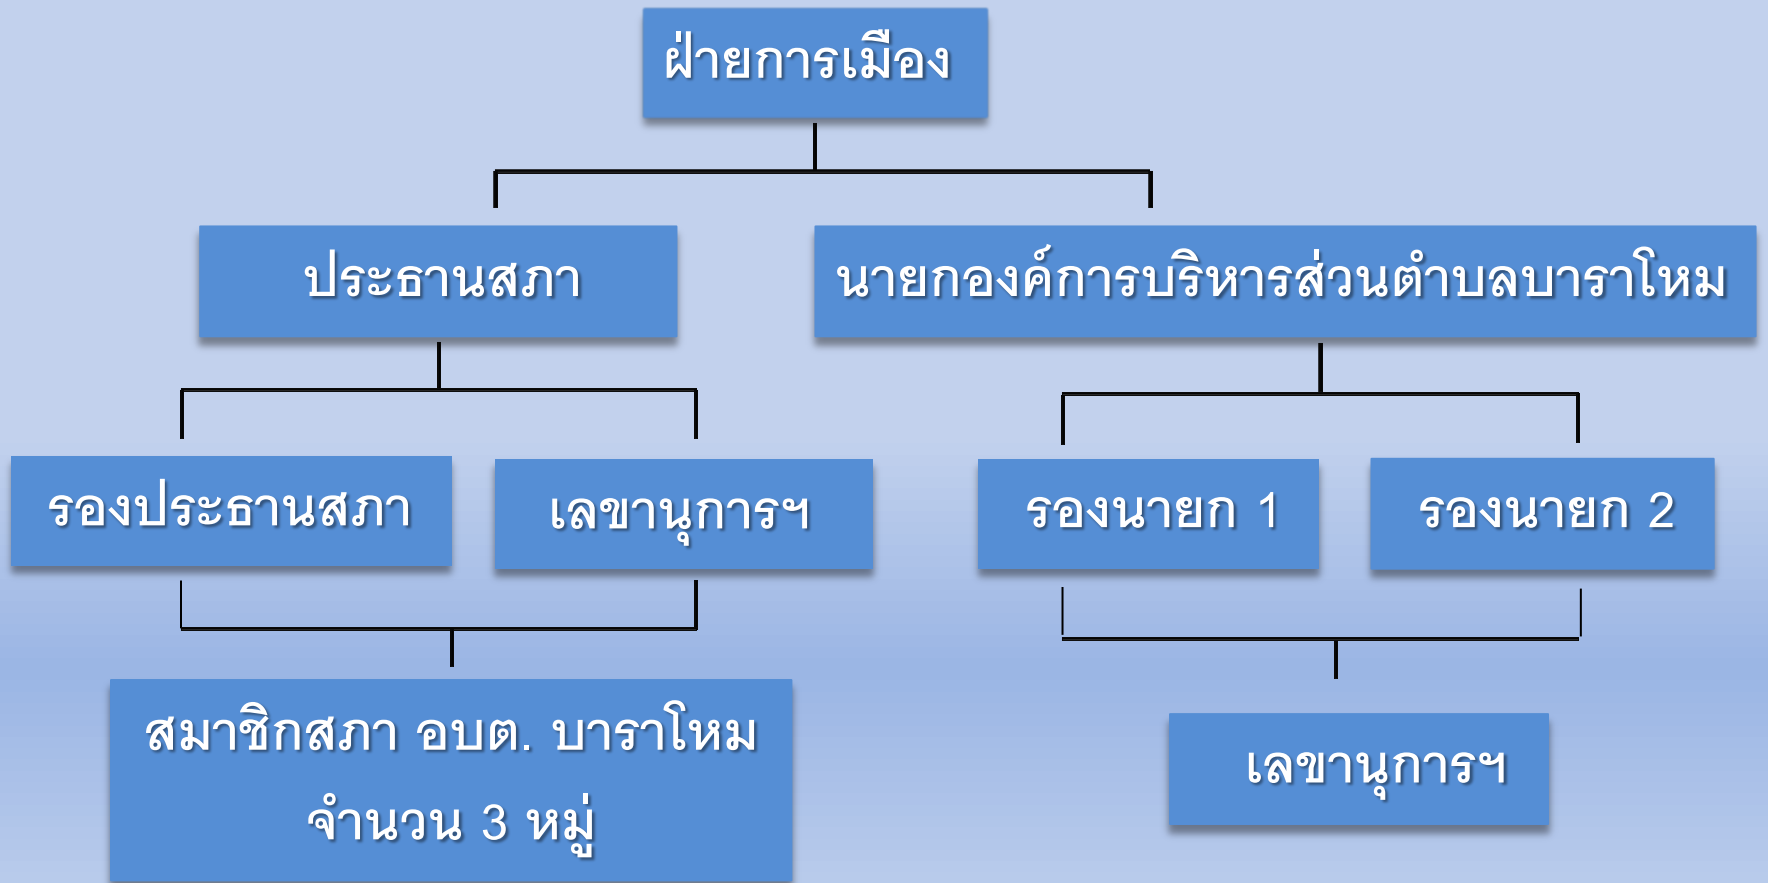 ฝ่ายการเมือง
ประธานสภา
นายกองค์การบริหารส่วนตำบลบาราโหม
รองประธานสภา
เลขานุการฯ
รองนายก 1
รองนายก 2
สมาชิกสภา อบต. บาราโหม
จำนวน 3 หมู่
เลขานุการฯ